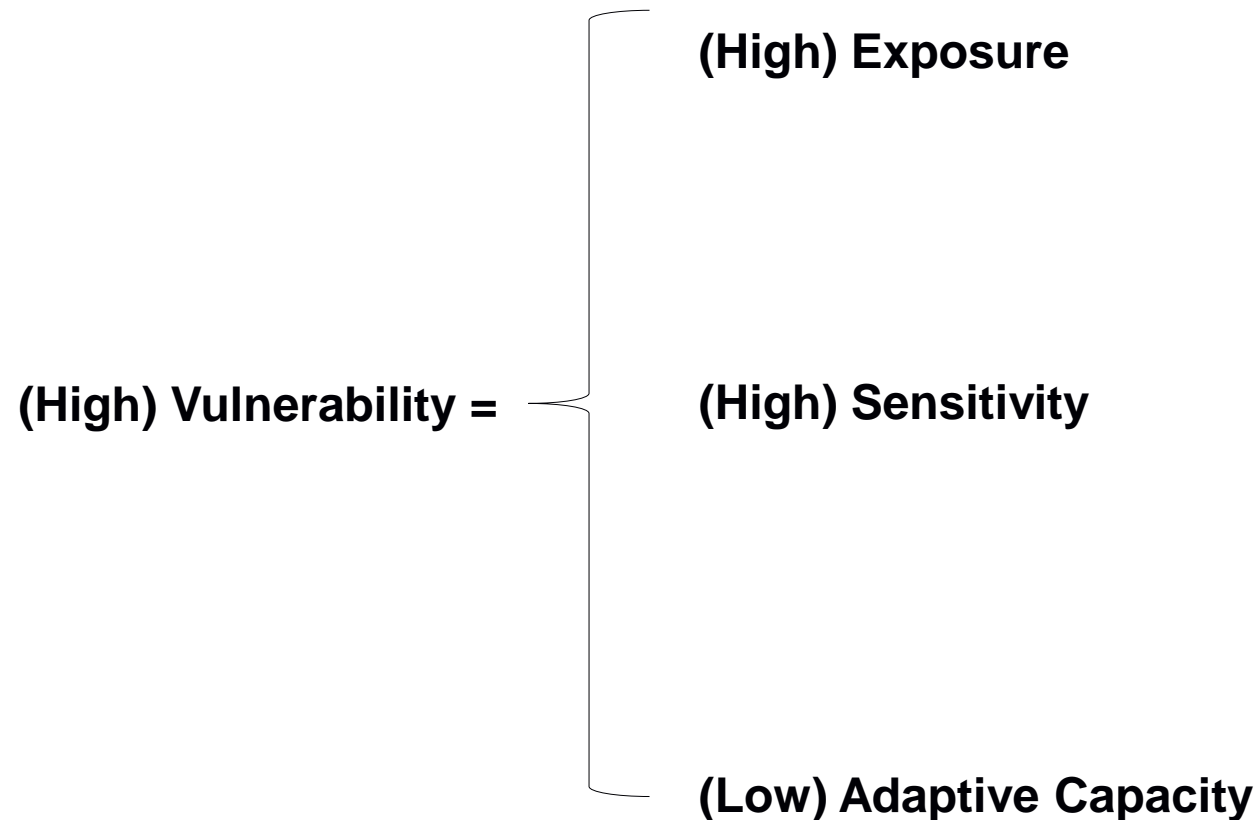 (High) Exposure
(High) Vulnerability =
(High) Sensitivity
(Low) Adaptive Capacity